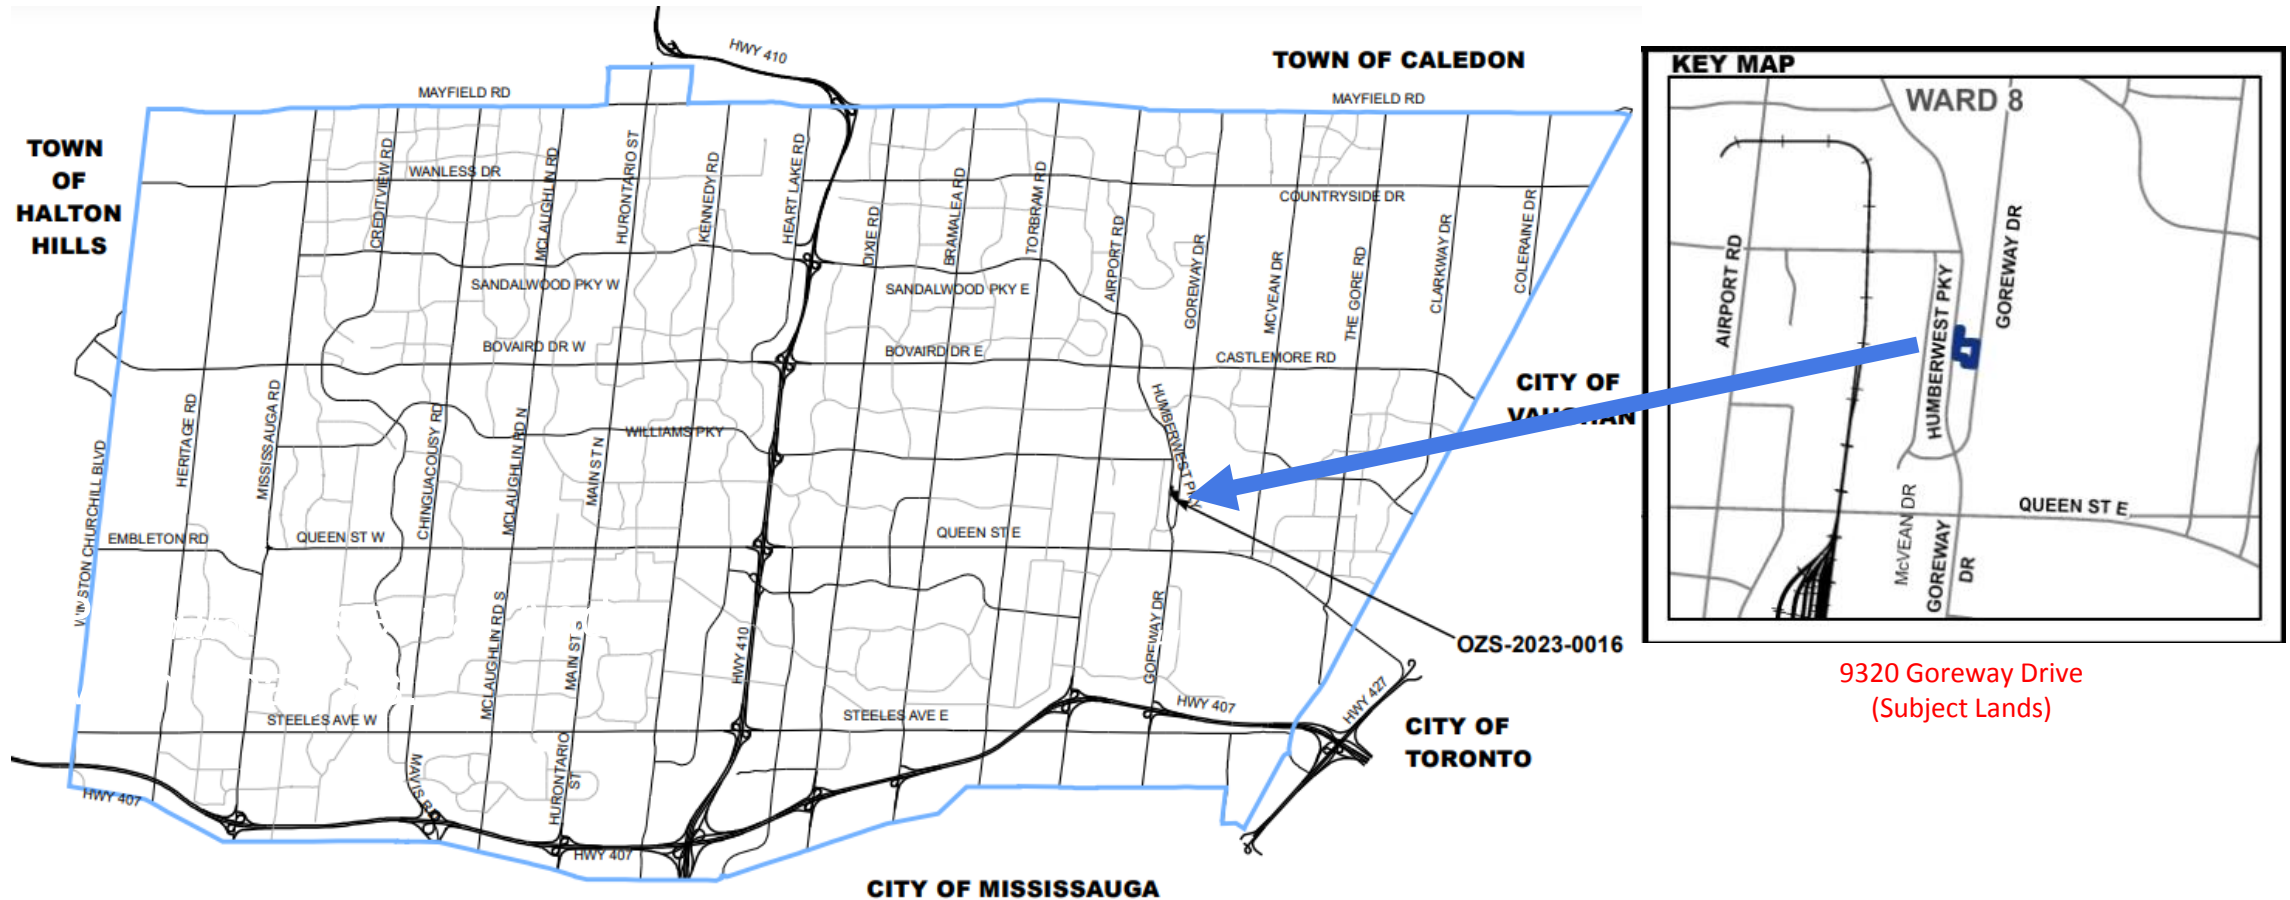 HWY 410
TOWN OF CALEDON
KEY MAP
MAYFIELD RD
MAYFIELD RD
WARD 8
TOWN
OF
HALTON
HILLS
CREDITVIEW RD
WANLESS DR
MCLAUGHLIN RD
HURONTARIO ST
KENNEDY RD
HEART LAKE RD
DIXIE RD
BRAMALEA RD
TORBRAM RD
AIRPORT RD
GOREWAY DR
MCVEAN DR
COUNTRYSIDE DR
THE GORE RD
CLARKWAY DR
COLERAINE DR
AIRPORT RD
HUMBERWEST PKY
GOREWAY DR
SANDALWOOD PKY W
SANDALWOOD PKY E
BOVAIRD DR W
BOVAIRD DR E
CASTLEMORE RD
CITY OF
VAUGHAN
HERITAGE RD
MISSISSAUGA RD
CHINGUACOUSY RD
MCLAUGHLIN RD N
MAIN ST N
WILLIAMS PKY
HUMBERWEST PKY
WINSTON CHURCHILL BLVD
EMBLETON RD
QUEEN ST W
QUEEN ST E
QUEEN ST E
McVEAN DR
GOREWAY
DR
MCLAUGHLIN RD S
MAIN ST S
HWY 410
GOREWAY DR
OZS-2023-0016
9320 Goreway Drive
(Subject Lands)
STEELES AVE W
STEELES AVE E
HWY 407
HWY 427
CITY OF
TORONTO
HWY 407
MAVIS RD
HURONTARIO
ST
HWY 407
CITY OF MISSISSAUGA